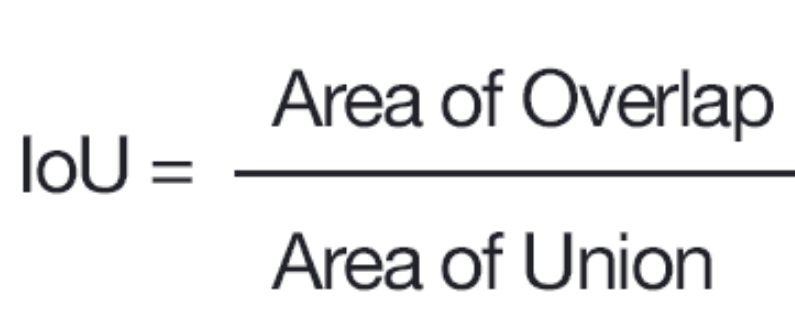 Area of Overlap
IoU =
Area of Union